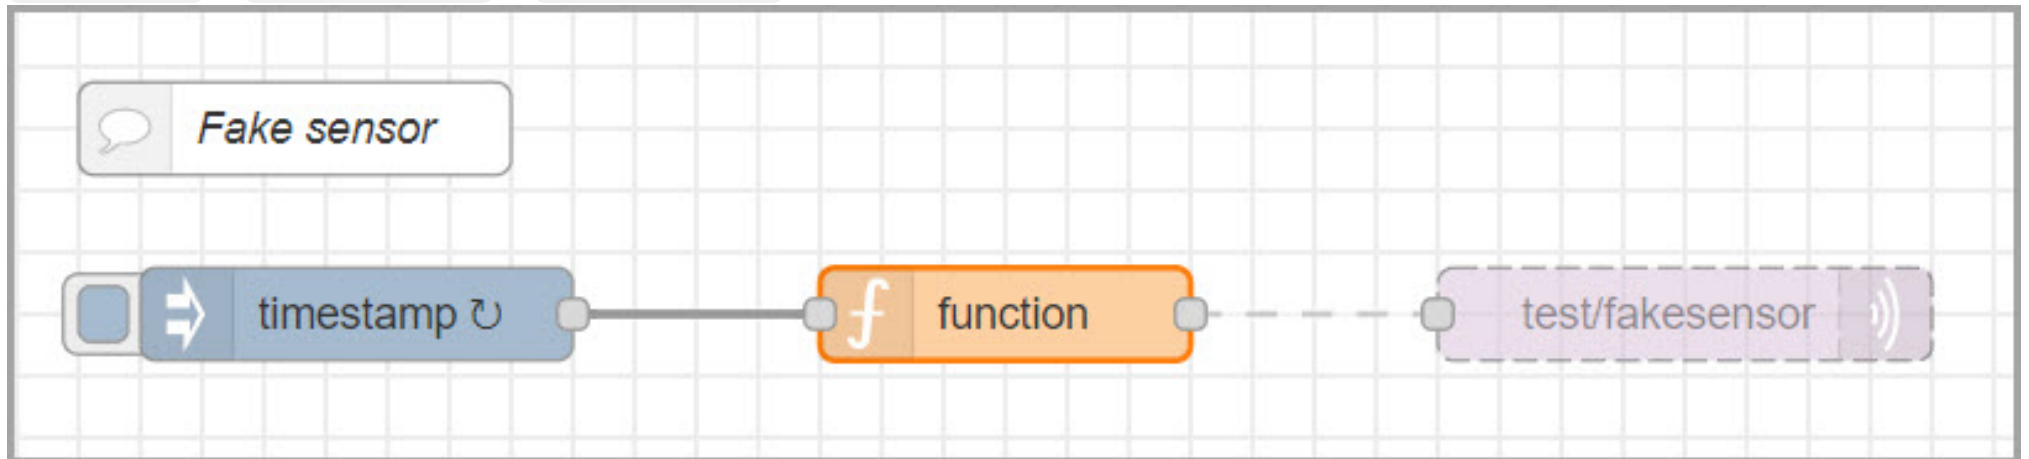 Fake sensor
timestamp ↻
function
test/fakesensor